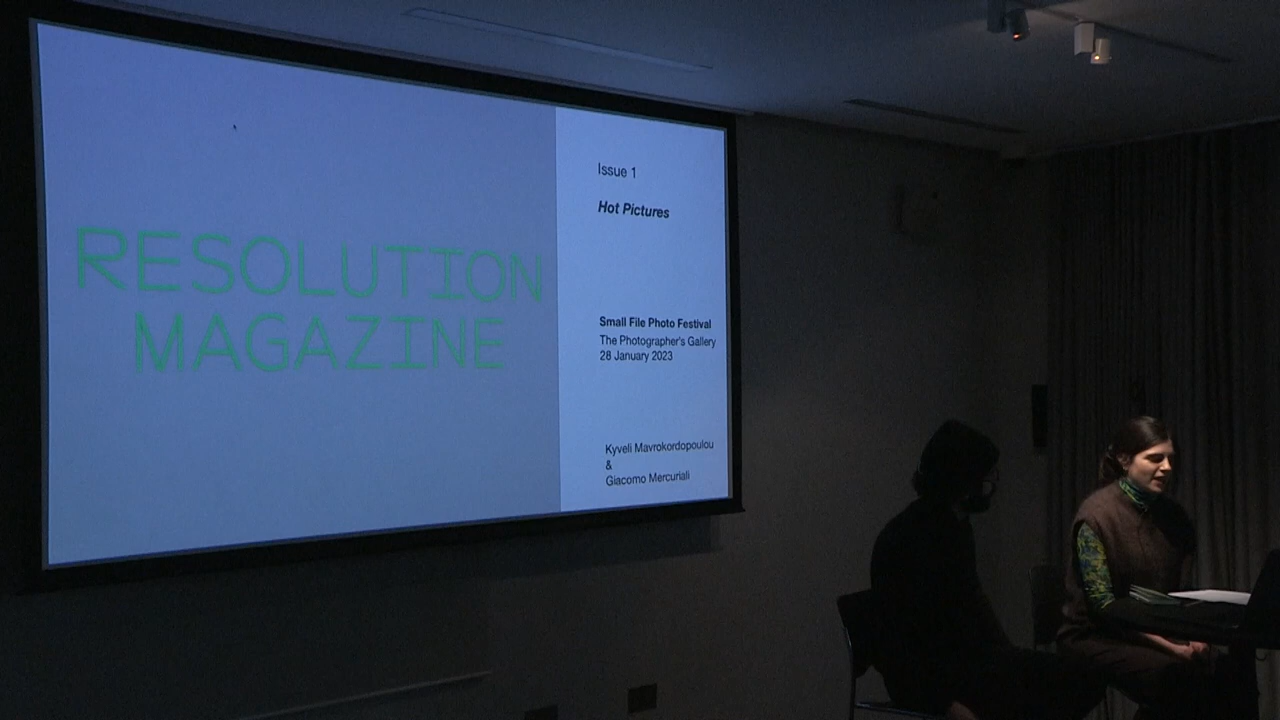 RESOLUTION
MAGAZINE
Issue 1
Hot Pictures
Small File Photo Festival
The Photographer's Gallery
28 January 2023
Kyveli Mavrokordopoulou
&
Giacomo Mercuriali